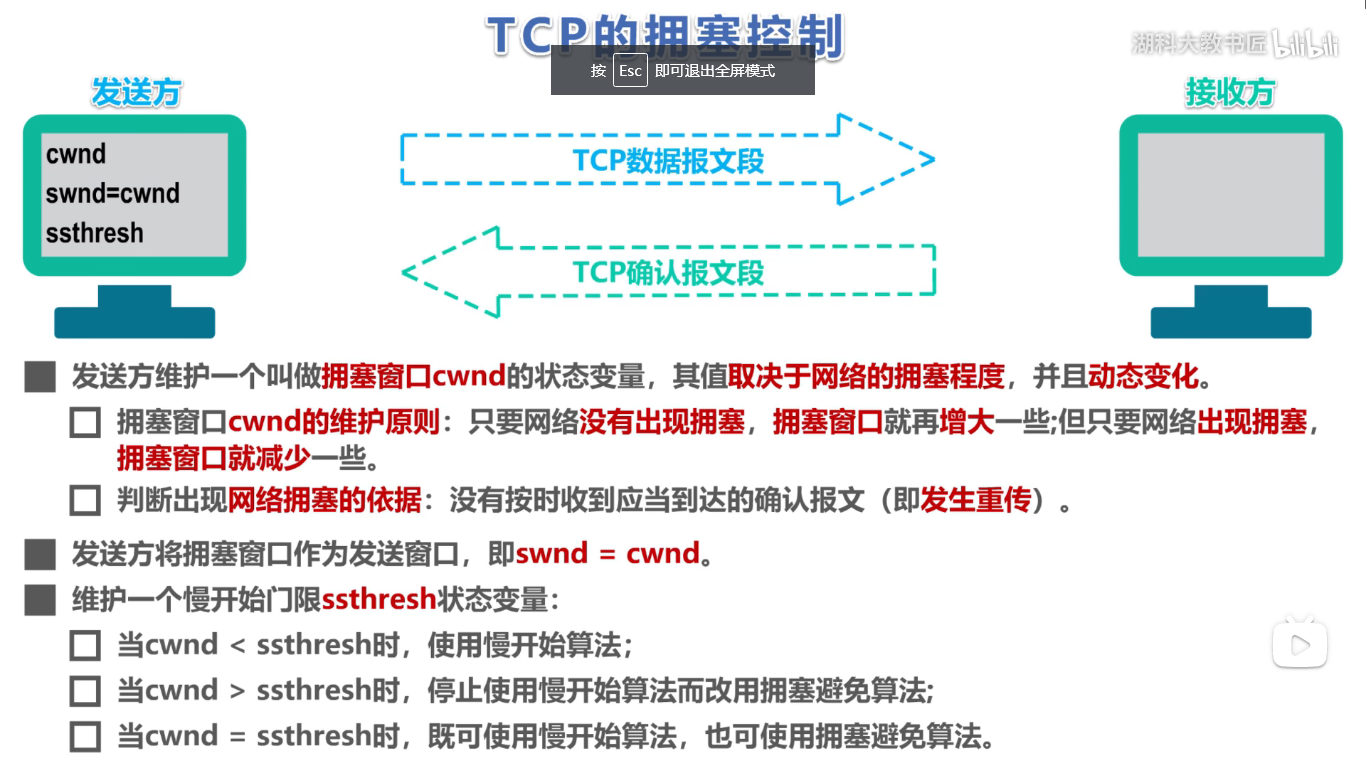 TCP的拥塞控制
湖科大教书匠 bilibili
按 Esc 即可退出全屏模式
发送方
接收方
cwnd
swnd=cwnd
ssthresh
TCP数据报文段
TCP确认报文段
发送方维护一个叫做拥塞窗口cwnd的状态变量，其值取决于网络的拥塞程度，并且动态变化。
拥塞窗口cwnd的维护原则：只要网络没有出现拥塞，拥塞窗口就再增大一些;但只要网络出现拥塞，
拥塞窗口就减少一些。
判断出现网络拥塞的依据：没有按时收到应当到达的确认报文（即发生重传）。
发送方将拥塞窗口作为发送窗口，即swnd = cwnd。
维护一个慢开始门限ssthresh状态变量：
当cwnd < ssthresh时，使用慢开始算法；
当cwnd > ssthresh时，停止使用慢开始算法而改用拥塞避免算法;
当cwnd = ssthresh时，既可使用慢开始算法，也可使用拥塞避免算法。